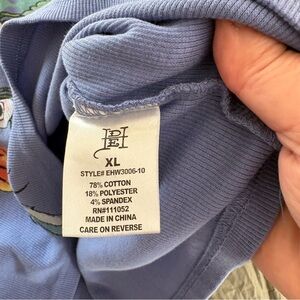 XL
STYLE# EHW3006-10
78% COTTON
18% POLYESTER
4% SPANDEX
RN#111052
MADE IN CHINA
CARE ON REVERSE